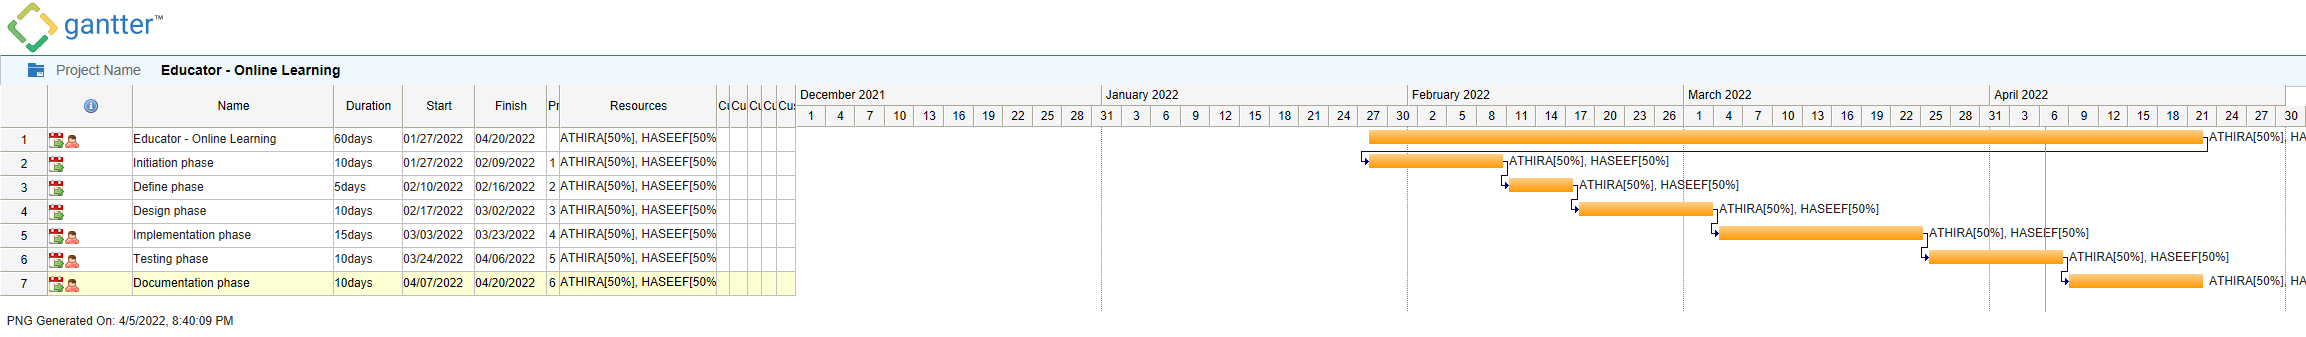 gantter™
Project Name Educator - Online Learning
Name Duration Start Finish Pr Resources Cu Cu Cu Cu Cus
December 2021 January 2022 February 2022 March 2022 April 2022
1 4 7 10 13 16 19 22 25 28 31 3 6 9 12 15 18 21 24 27 30 2 5 8 11 14 17 20 23 26 1 4 7 10 13 16 19 22 25 28 31 3 6 9 12 15 18 21 24 27 30
1 Educator - Online Learning 60days 01/27/2022 04/20/2022 ATHIRA[50%], HASEEF[50% ATHIRA[50%], HA
2 Initiation phase 10days 01/27/2022 02/09/2022 1 ATHIRA[50%], HASEEF[50% ATHIRA[50%], HASEEF[50%]
3 Define phase 5days 02/10/2022 02/16/2022 2 ATHIRA[50%], HASEEF[50% ATHIRA[50%], HASEEF[50%]
4 Design phase 10days 02/17/2022 03/02/2022 3 ATHIRA[50%], HASEEF[50% ATHIRA[50%], HASEEF[50%]
5 Implementation phase 15days 03/03/2022 03/23/2022 4 ATHIRA[50%], HASEEF[50% ATHIRA[50%], HASEEF[50%]
6 Testing phase 10days 03/24/2022 04/06/2022 5 ATHIRA[50%], HASEEF[50% ATHIRA[50%], HASEEF[50%]
7 Documentation phase 10days 04/07/2022 04/20/2022 6 ATHIRA[50%], HASEEF[50% ATHIRA[50%], HA
PNG Generated On: 4/5/2022, 8:40:09 PM